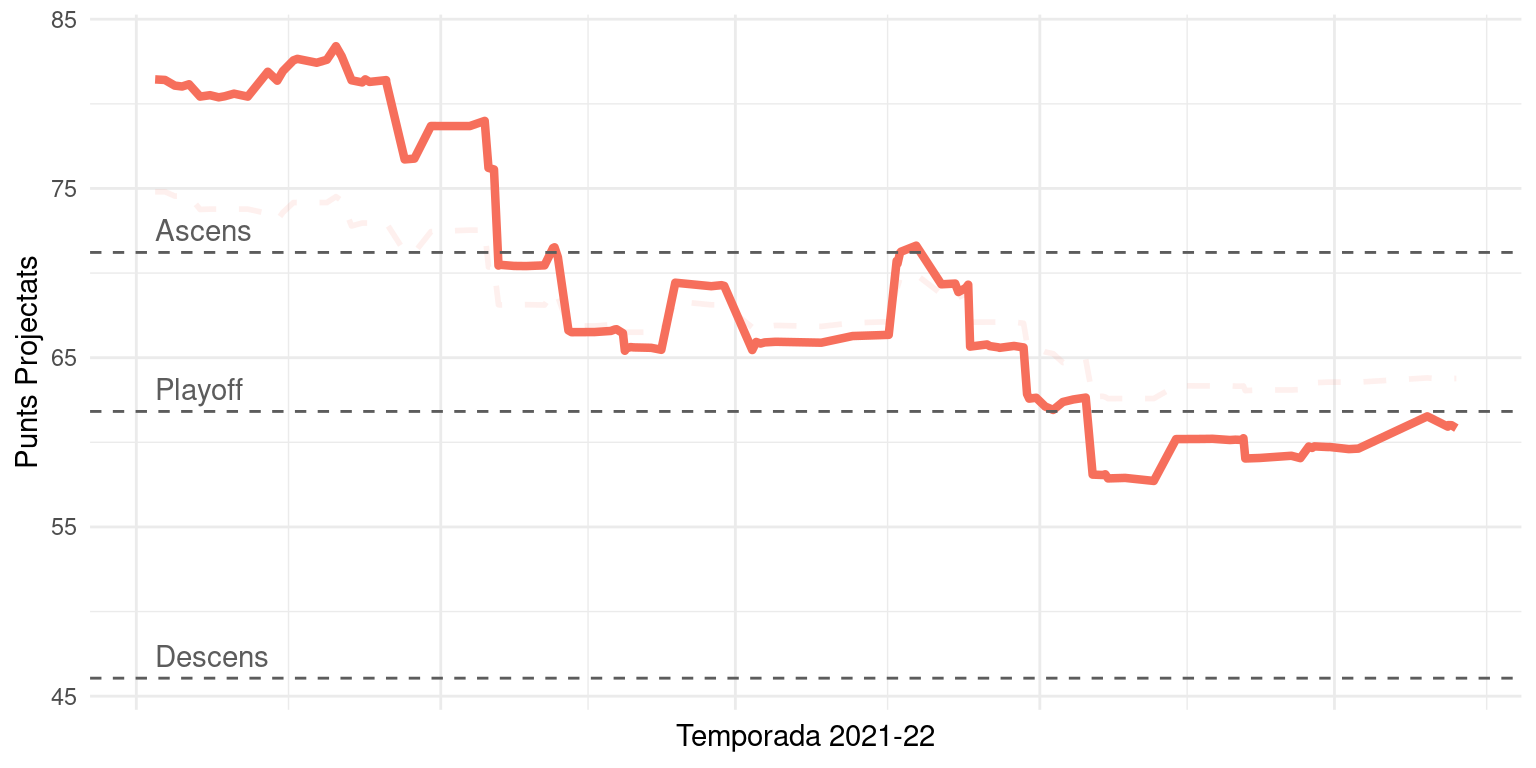 85
75
65
55
45
Punts Projectats
Ascens
Playoff
Descens
Temporada 2021-22